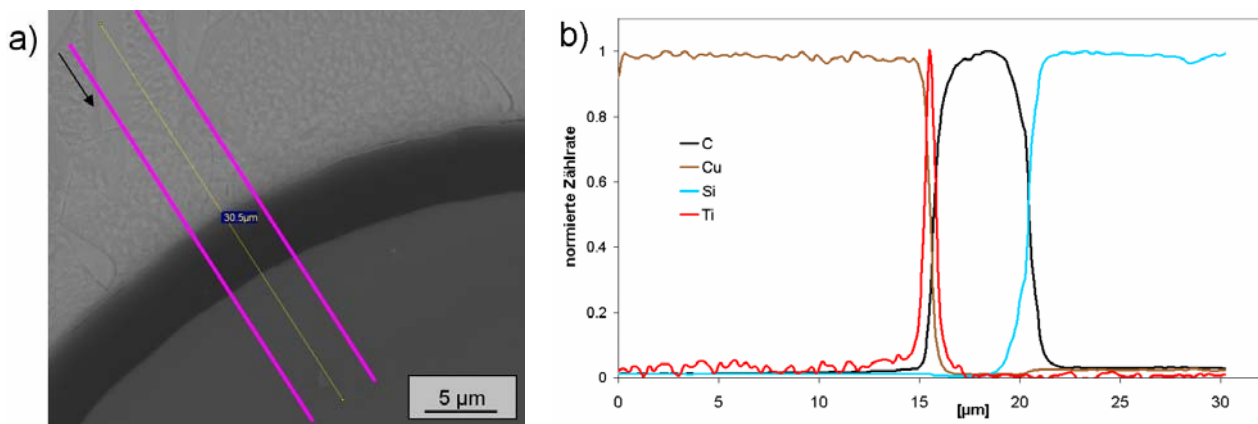 a)
30.5µm
5 µm
b)
normierte Zählrate
1
0.8
0.6
0.4
0.2
0
C
Cu
Si
Ti
0 5 10 15 20 25 30
[µm]